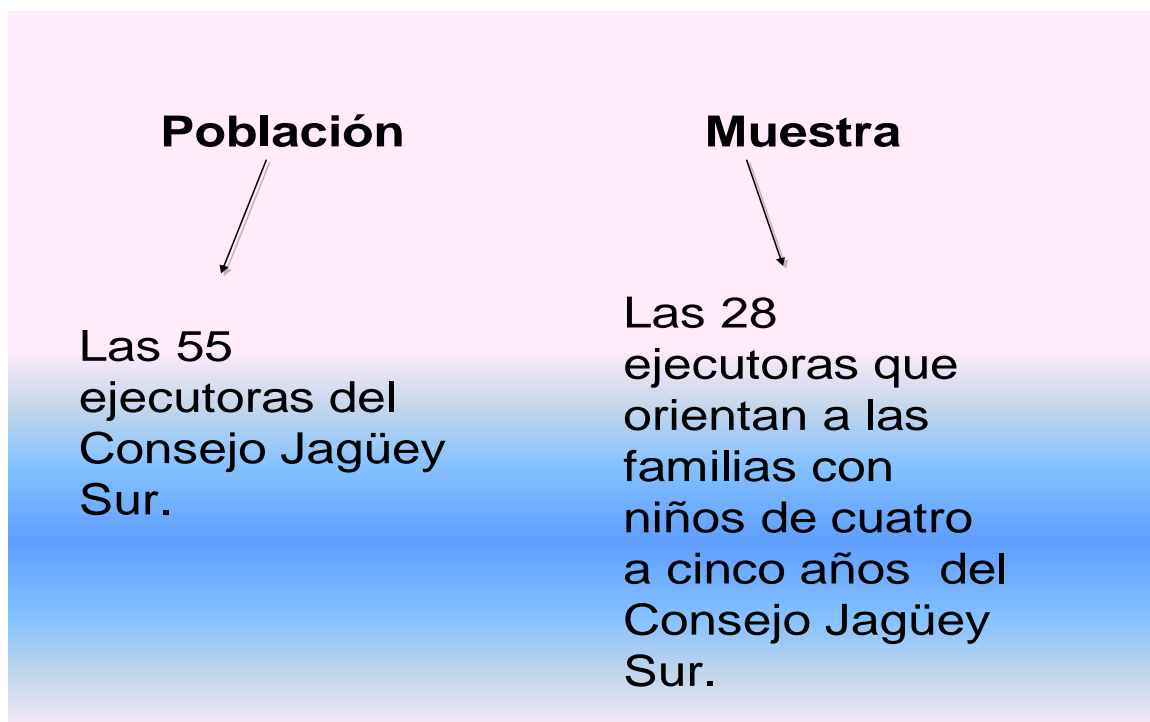 Población
Las 55
ejecutoras del
Consejo Jagüey
Sur.
Muestra
Las 28
ejecutoras que
orientan a las
familias con
niños de cuatro
a cinco años  del
Consejo Jagüey
Sur.